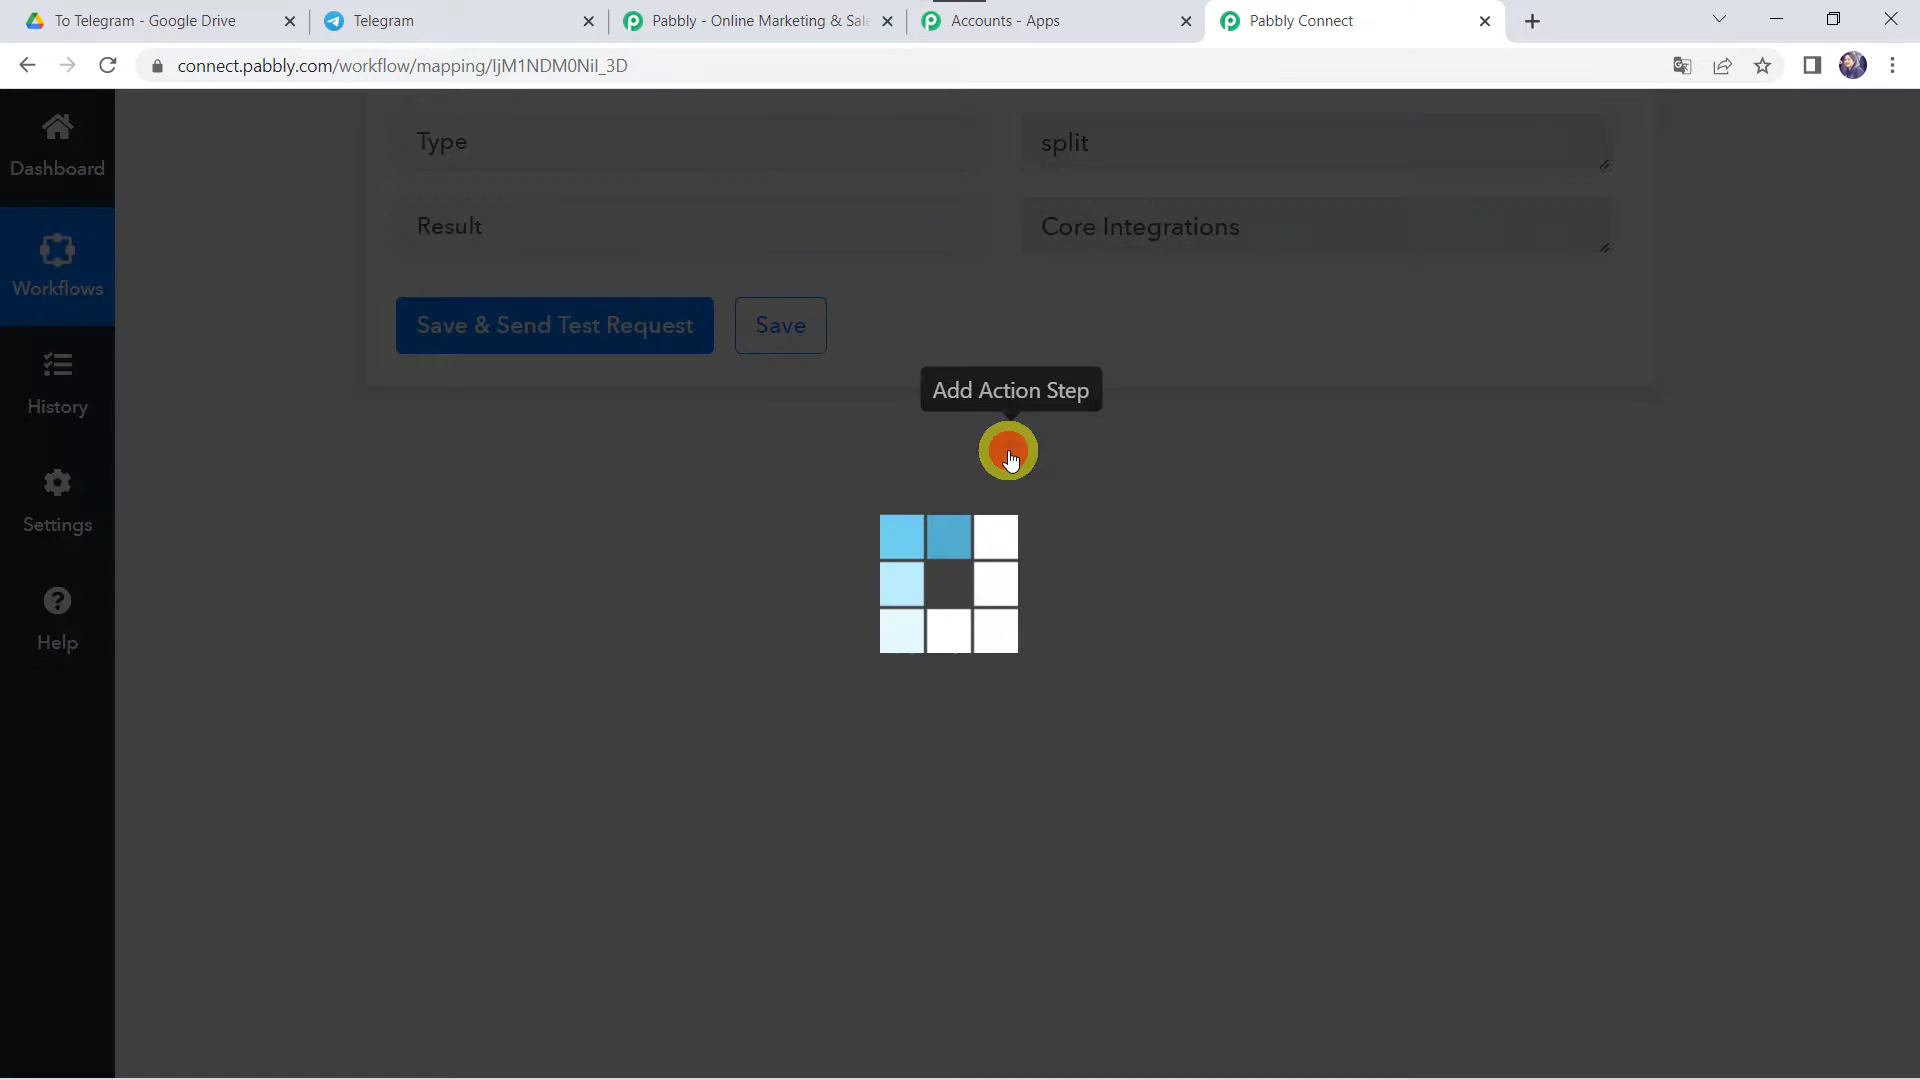 To Telegram - Google Drive
Telegram
Pabbly - Online Marketing & Sale
Accounts - Apps
Pabbly Connect
connect.pabbly.com/workflow/mapping/IjM1NDM0NiI_3D
Dashboard
Workflows
History
Settings
Help
Type
split
Result
Core Integrations
Save & Send Test Request
Save
Add Action Step